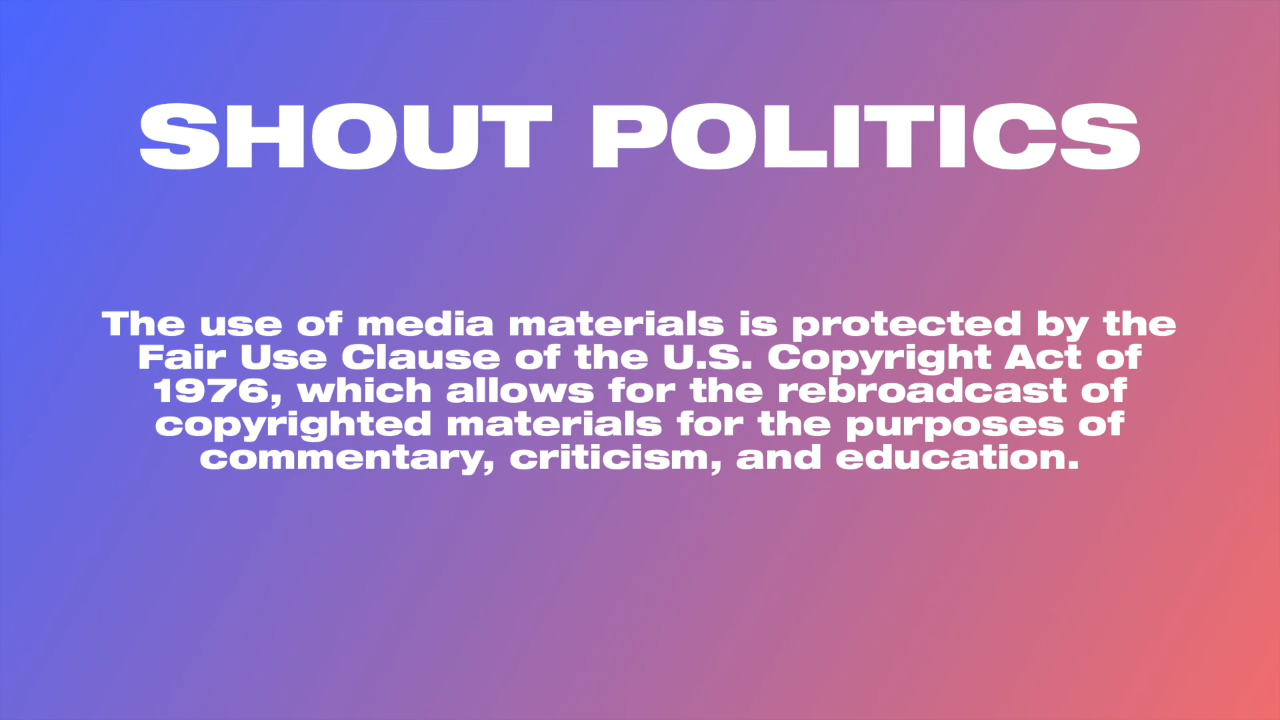 SHOUT POLITICS
The use of media materials is protected by the
Fair Use Clause of the U.S. Copyright Act of
1976, which allows for the rebroadcast of
copyrighted materials for the purposes of
commentary, criticism, and education.